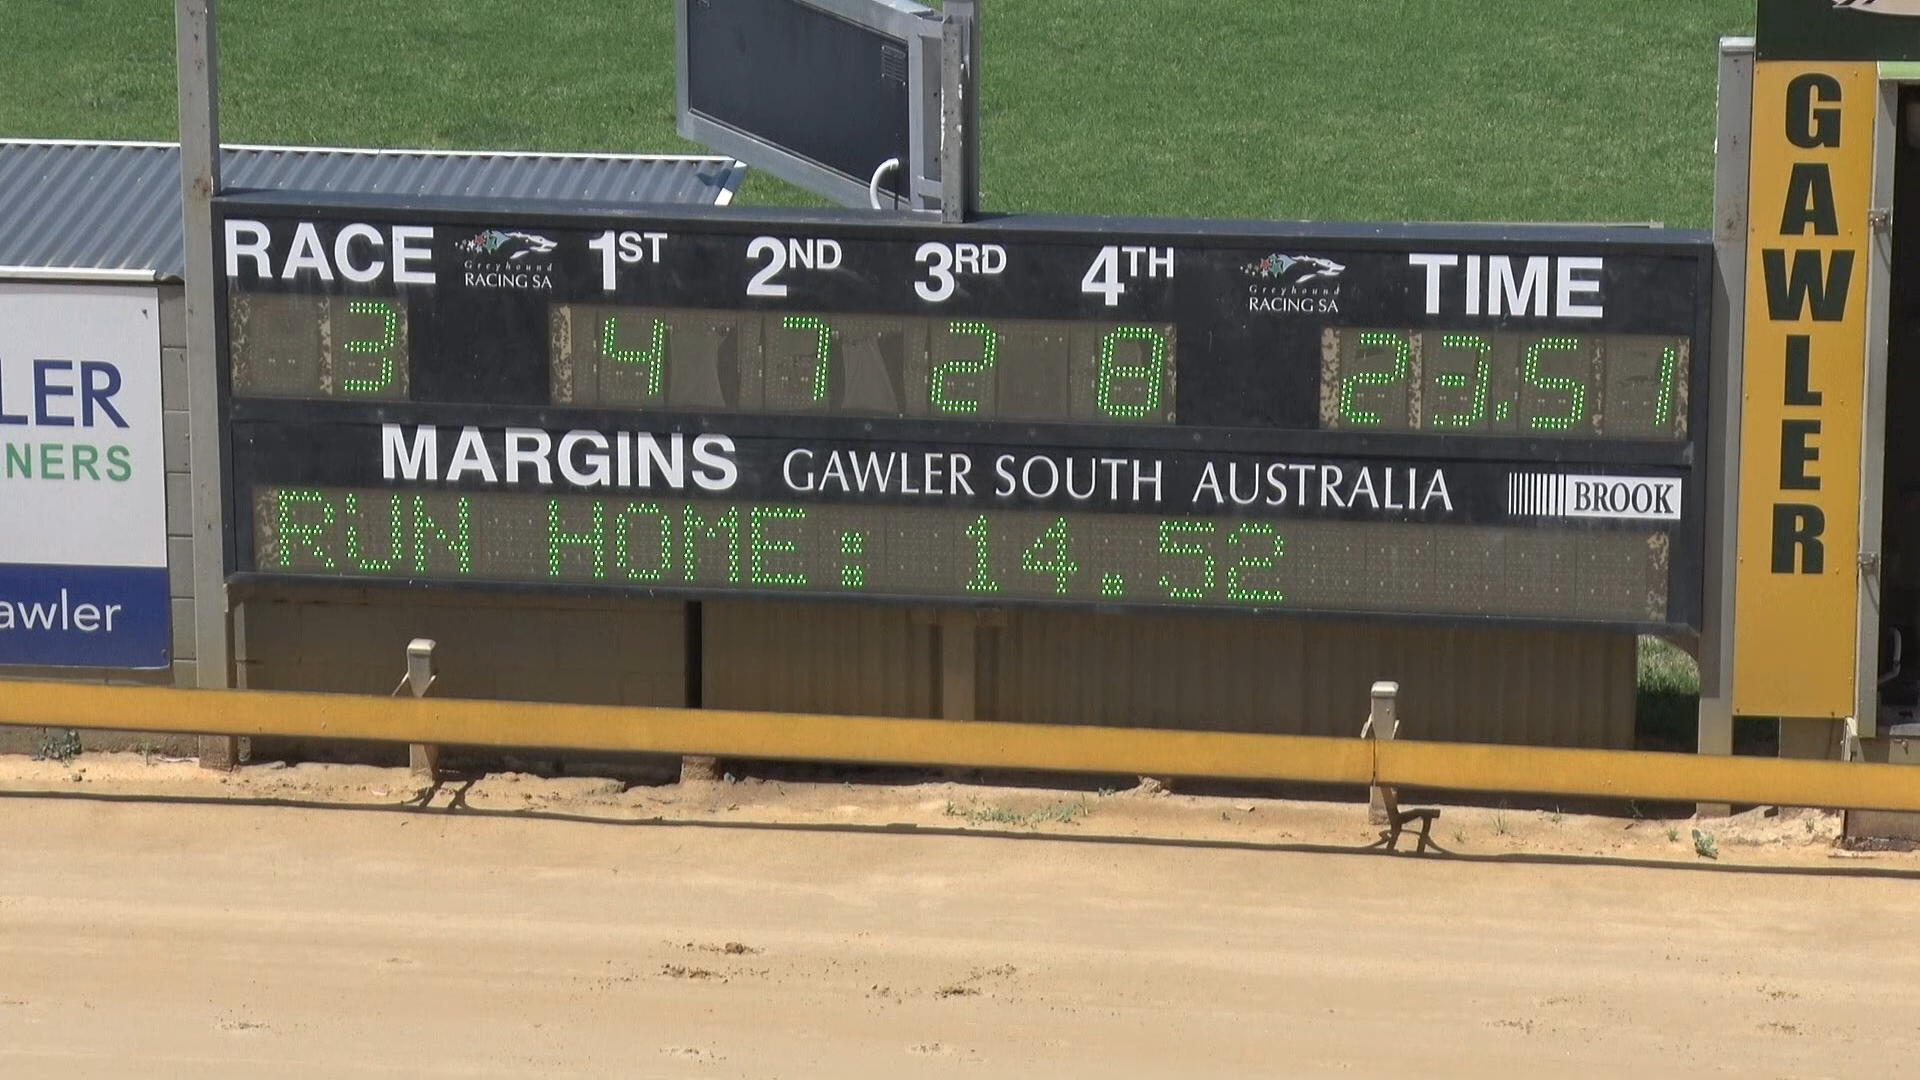 RACE 1ST 2ND 3RD 4TH TIME
Greyhound RACING SA
Greyhound RACING SA
3 4 7 2 8 23.51
MARGINS GAWLER SOUTH AUSTRALIA BROOK
RUN HOME: 14.52
GAWLER
LER
NERS
awler